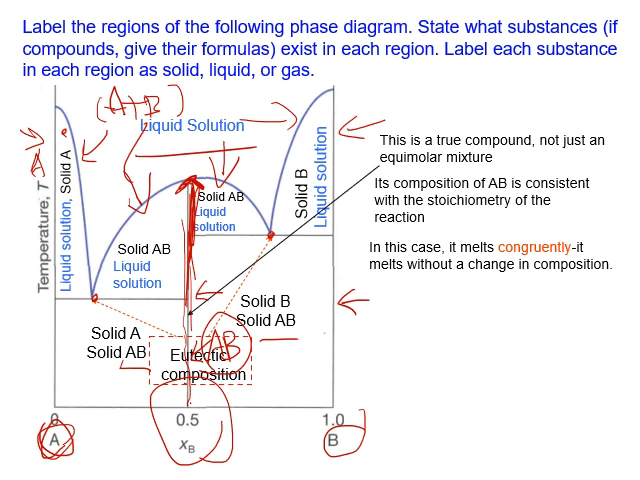 Label the regions of the following phase diagram. State what substances (if
compounds, give their formulas) exist in each region. Label each substance
in each region as solid, liquid, or gas.
(A+B)
Liquid Solution
A
Temperature, T
Liquid solution, Solid A
Solid B
Liquid solution
This is a true compound, not just an
equimolar mixture
Its composition of AB is consistent
with the stoichiometry of the
reaction
In this case, it melts congruently-it
melts without a change in composition.
Solid AB
Liquid
solution
Solid AB
Liquid
solution
Solid B
Solid AB
Solid A
Solid AB
AB
Eutectic
composition
0
0.5
1.0
A
XB
B